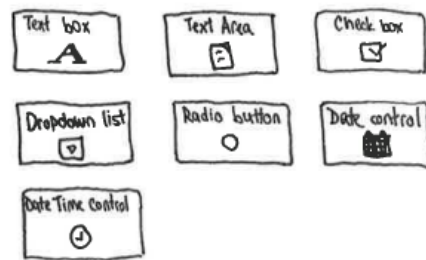 Text box
A
Text Area
Check box
Dropdown list
Radio button
Date control
Date Time control